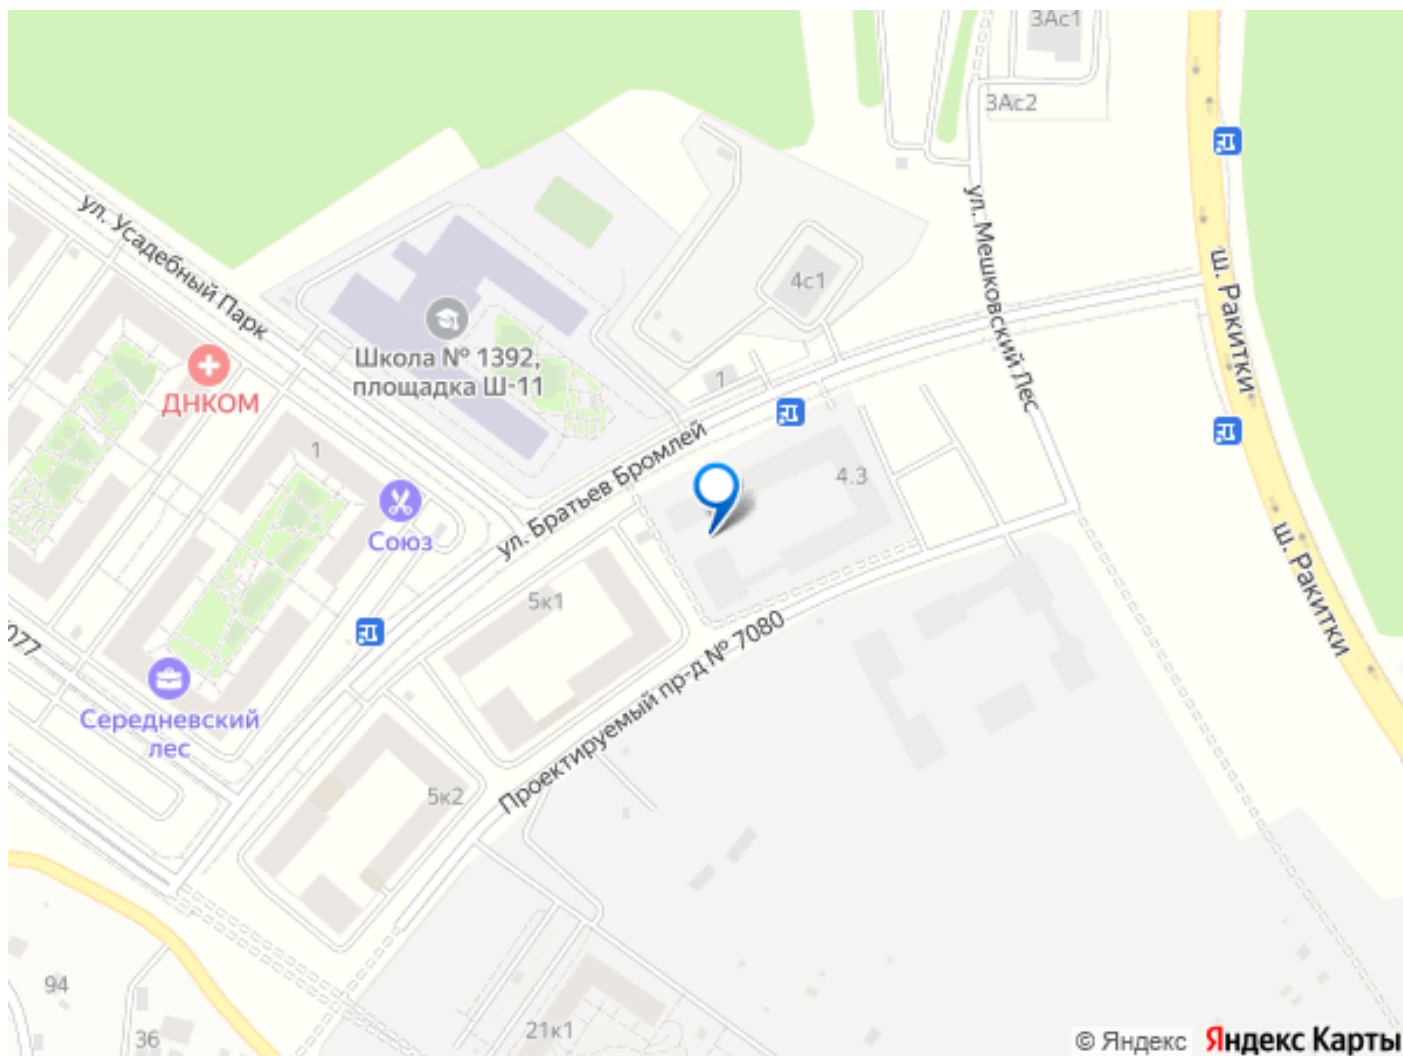 3Ас1
3Ас2
ул. Мешковский Лес
ш. Ракитки
ул. Усадебный Парк
4с1
Школа № 1392,
площадка Ш-11
ДНКОМ
1
1
ул. Братьев Бромлей
4.3
Союз
ш. Ракитки
5к1
Проектируемый пр-д № 7080
077
Середневский
лес
5к2
94
36
21к1
© Яндекс Яндекс Карты